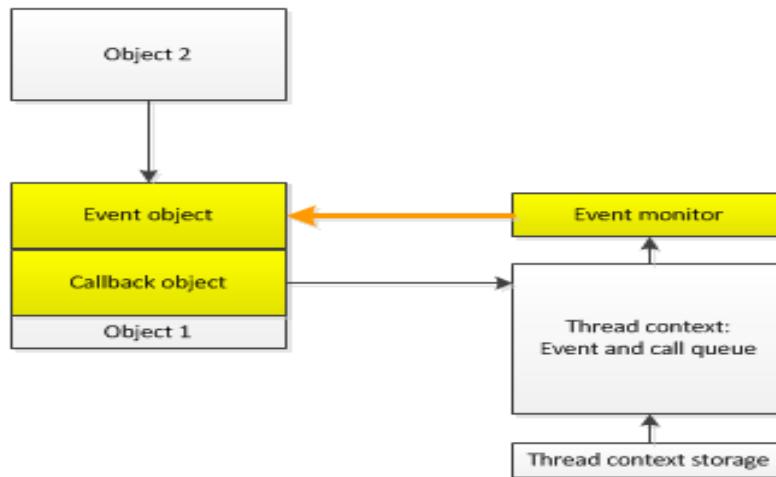 Object 2
Event object
Event monitor
Callback object
Object 1
Thread context:
Event and call queue
Thread context storage